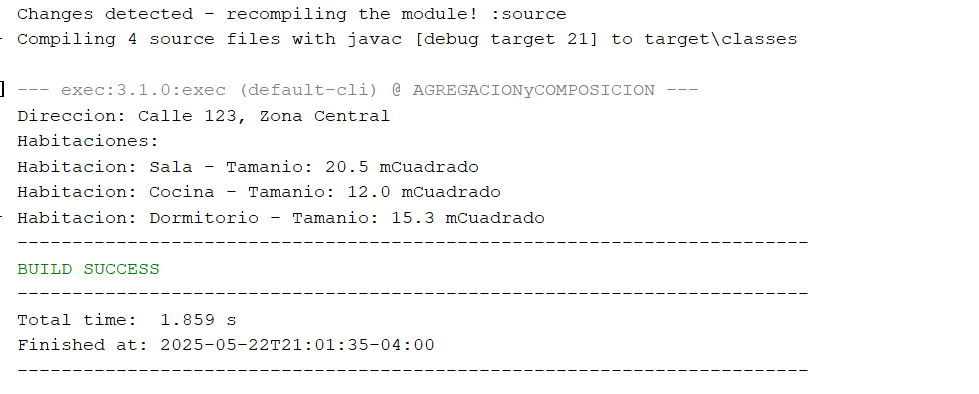 Changes detected - recompiling the module! :source
Compiling 4 source files with javac [debug target 21] to target\classes
--- exec:3.1.0:exec (default-cli) @ AGREGACIONyCOMPOSICION ---
Direccion: Calle 123, Zona Central
Habitaciones:
Habitacion: Sala - Tamanio: 20.5 mCuadrado
Habitacion: Cocina - Tamanio: 12.0 mCuadrado
Habitacion: Dormitorio - Tamanio: 15.3 mCuadrado
------------------------------------------------------------------------
BUILD SUCCESS
------------------------------------------------------------------------
Total time:  1.859 s
Finished at: 2025-05-22T21:01:35-04:00
------------------------------------------------------------------------